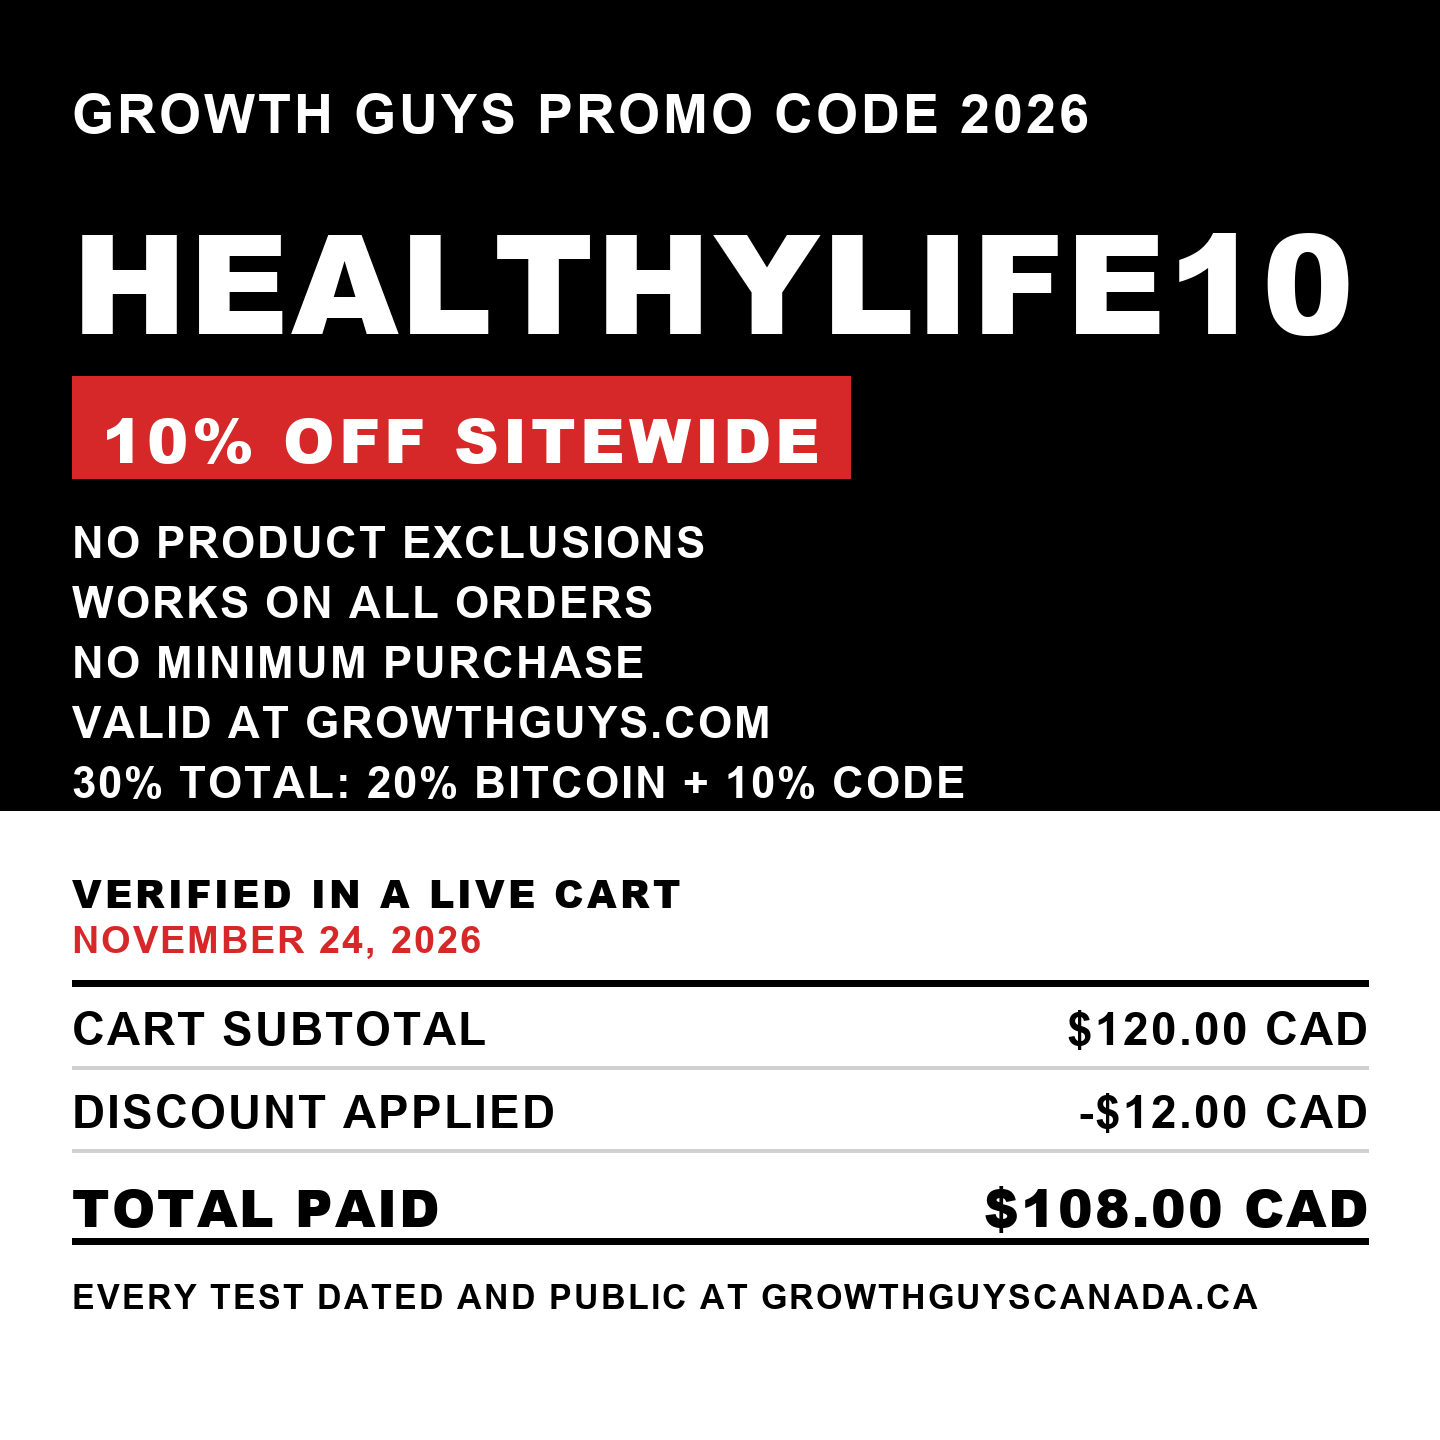 GROWTH GUYS PROMO CODE 2026
HEALTHYLIFE10
10% OFF SITEWIDE
NO PRODUCT EXCLUSIONS
WORKS ON ALL ORDERS
NO MINIMUM PURCHASE
VALID AT GROWTHGUYS.COM
30% TOTAL: 20% BITCOIN + 10% CODE
VERIFIED IN A LIVE CART
NOVEMBER 24, 2026
CART SUBTOTAL $120.00 CAD
DISCOUNT APPLIED -$12.00 CAD
TOTAL PAID $108.00 CAD
EVERY TEST DATED AND PUBLIC AT GROWTHGUYSCANADA.CA